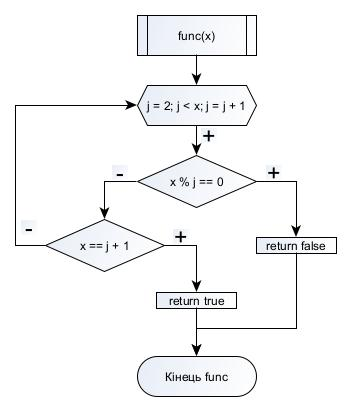 func(x)
j = 2; j < x; j = j + 1
+
x % j == 0
-
+
x == j + 1
-
+
return false
return true
Кінець func